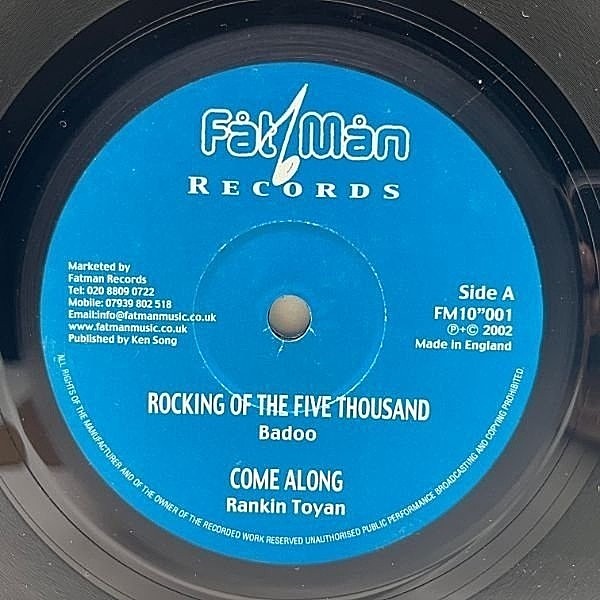 Fat Man
RECORDS
Marketed by
Fatman Records
Tel: 020 8809 0722
Mobile: 07939 802 518
Email:info@fatmanmusic.co.uk
www.fatmanmusic.co.uk
Published by Ken Song
Side A
FM10"001
℗+© 2002
Made in England
ROCKING OF THE FIVE THOUSAND
Badoo
COME ALONG
Rankin Toyan
ALL RIGHTS OF THE MANUFACTURER AND OF THE OWNER OF THE RECORDED WORK RESERVED UNAUTHORISED PUBLIC PERFORMANCE BROADCASTING AND COPYING PROHIBITED.